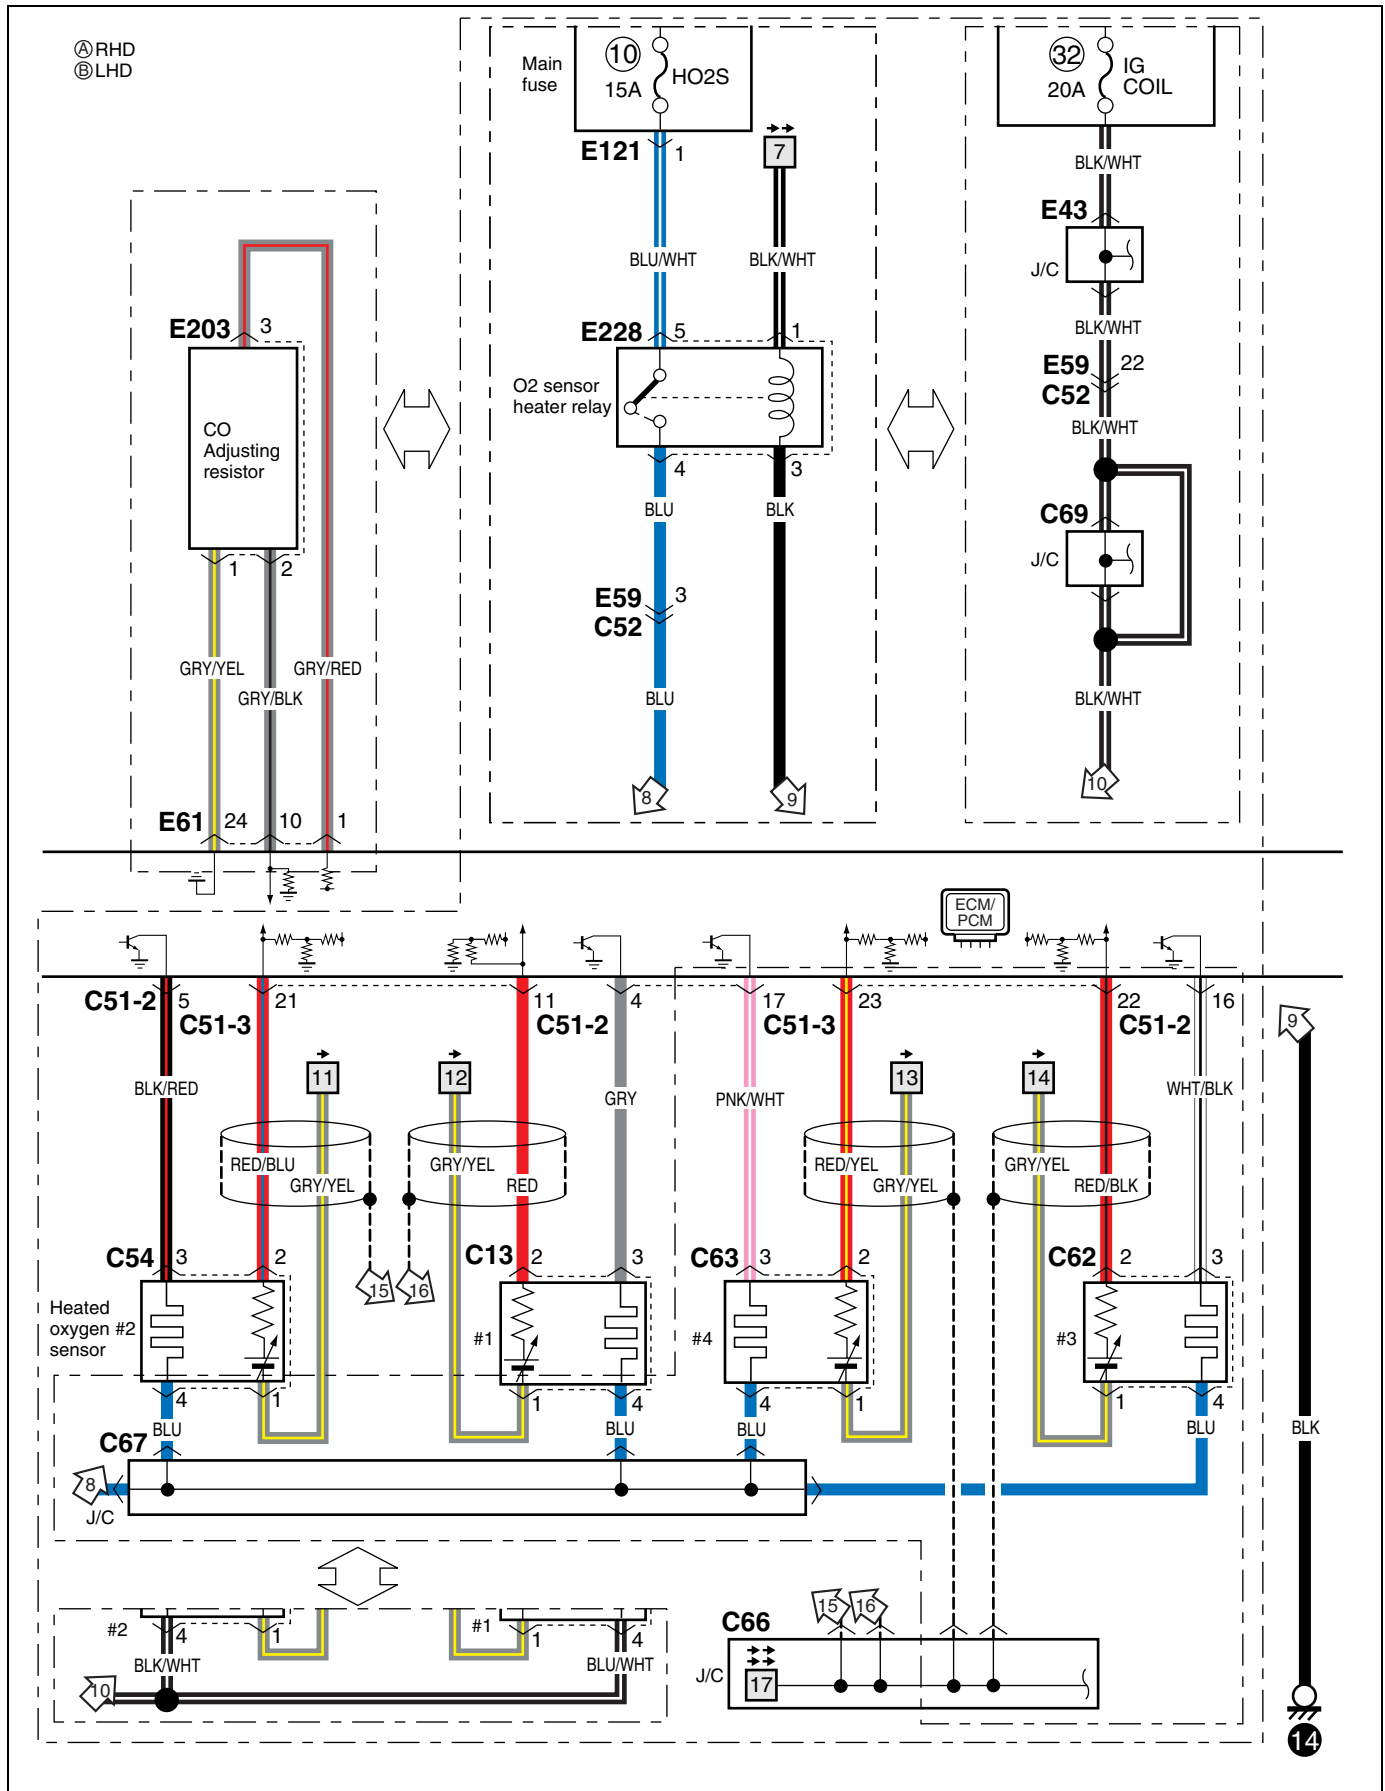 Ⓐ RHD
Ⓑ LHD
Main
fuse
10
15A
HO2S
E121
1
7
BLU/WHT
BLK/WHT
E228
5
1
O2 sensor
heater relay
4
3
BLU
BLK
E59
3
C52
BLU
8
9
32
20A
IG
COIL
BLK/WHT
E43
J/C
BLK/WHT
E59
22
C52
BLK/WHT
C69
J/C
BLK/WHT
10
E203
3
CO
Adjusting
resistor
1
2
GRY/YEL
GRY/RED
GRY/BLK
E61
24
10
1
ECM/
PCM
C51-2
5
C51-3
21
11
C51-2
4
17
C51-3
23
22
C51-2
16
9
11
12
13
14
BLK/RED
GRY
PNK/WHT
WHT/BLK
RED/BLU
GRY/YEL
GRY/YEL
RED
RED/YEL
GRY/YEL
GRY/YEL
RED/BLK
C54
3
2
15
16
C13
2
3
C63
3
2
C62
2
3
Heated
oxygen #2
sensor
#1
#4
#3
4
1
1
4
4
1
1
4
BLU
BLU
BLU
BLU
BLK
C67
8
J/C
#2
4
1
#1
1
4
BLK/WHT
BLU/WHT
10
15
16
C66
J/C
17
14